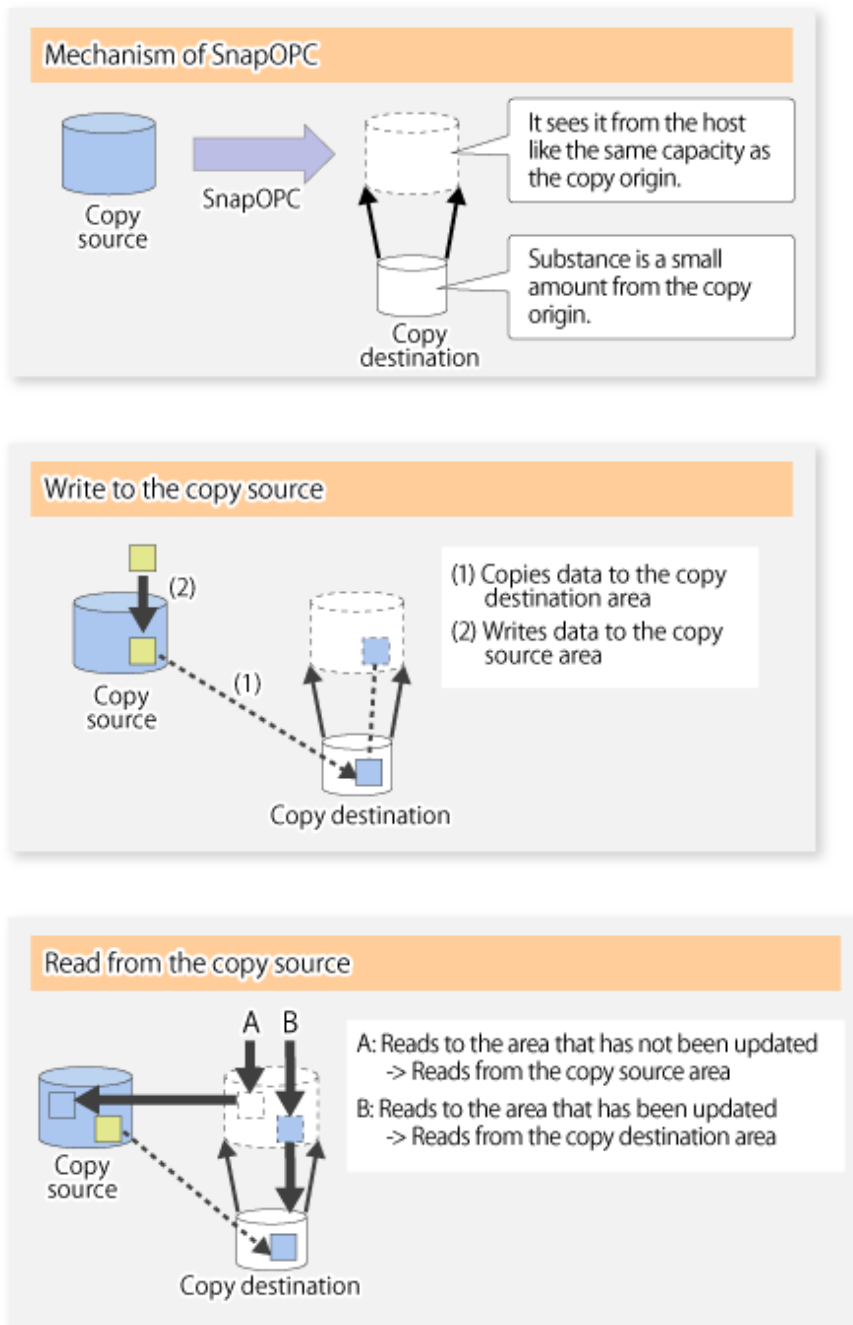 Mechanism of SnapOPC
Copy
source
SnapOPC
It sees it from the host
like the same capacity as
the copy origin.
Substance is a small
amount from the copy
origin.
Copy
destination
Write to the copy source
(2)
(1)
Copy
source
Copy destination
(1) Copies data to the copy
destination area
(2) Writes data to the copy
source area
Read from the copy source
A B
Copy
source
Copy destination
A: Reads to the area that has not been updated
-> Reads from the copy source area
B: Reads to the area that has been updated
-> Reads from the copy destination area